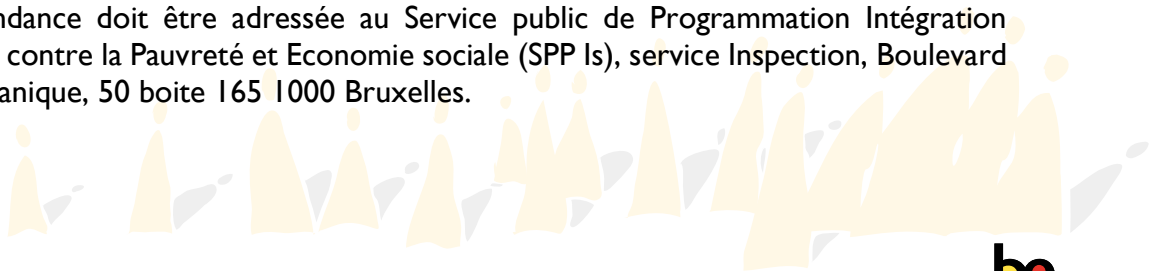 ndance doit être adressée au Service public de Programmation Intégration
contre la Pauvreté et Economie sociale (SPP Is), service Inspection, Boulevard
anique, 50 boite 165 1000 Bruxelles.
be